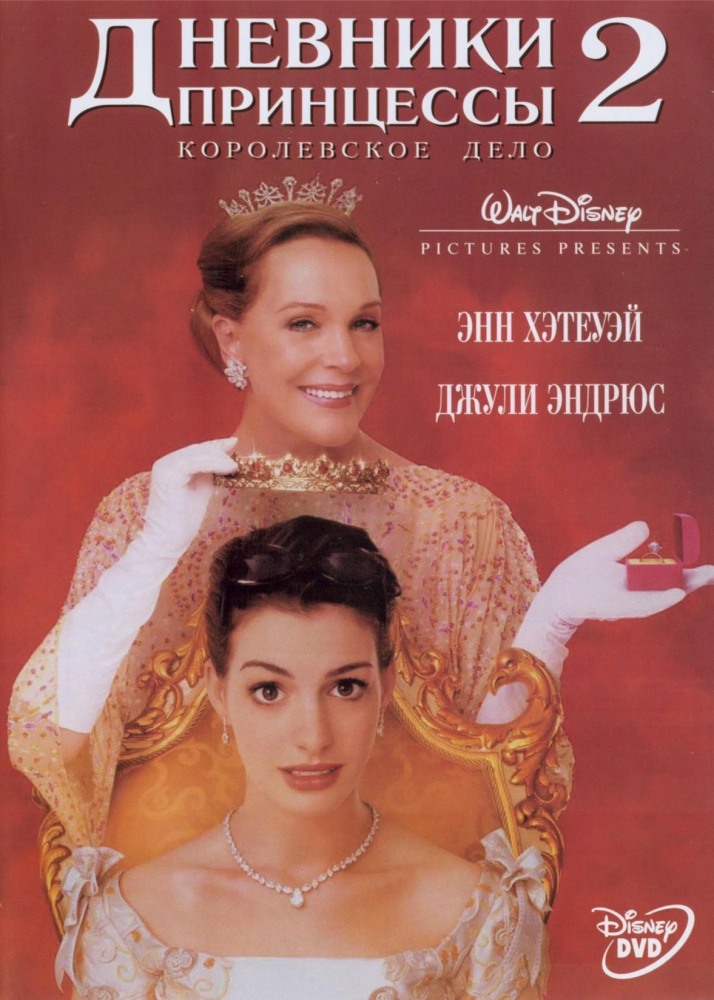 ДНЕВНИКИ
ПРИНЦЕССЫ 2
КОРОЛЕВСКОЕ ДЕЛО
WALT DISNEY
PICTURES PRESENTS
ЭНН ХЭТЕУЭЙ
ДЖУЛИ ЭНДРЮС
DISNEY
DVD